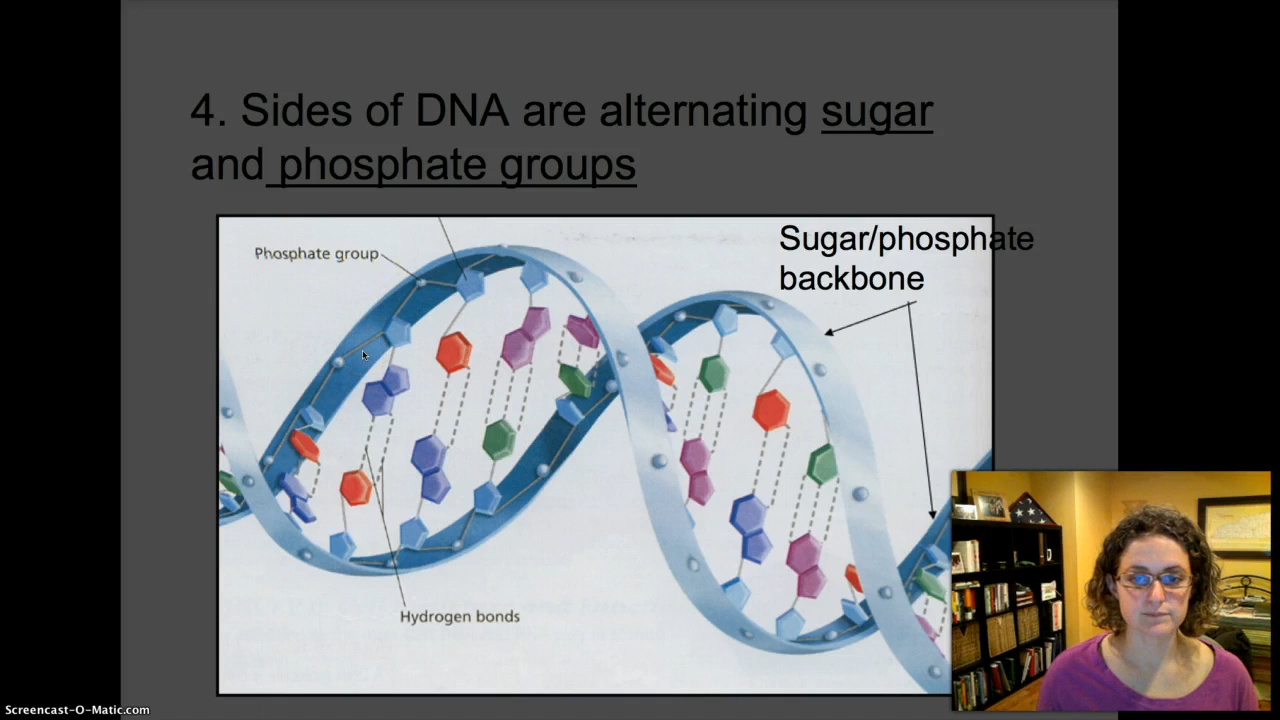 4. Sides of DNA are alternating sugar
and phosphate groups
Phosphate group
Sugar/phosphate
backbone
Hydrogen bonds
Screencast-O-Matic.com